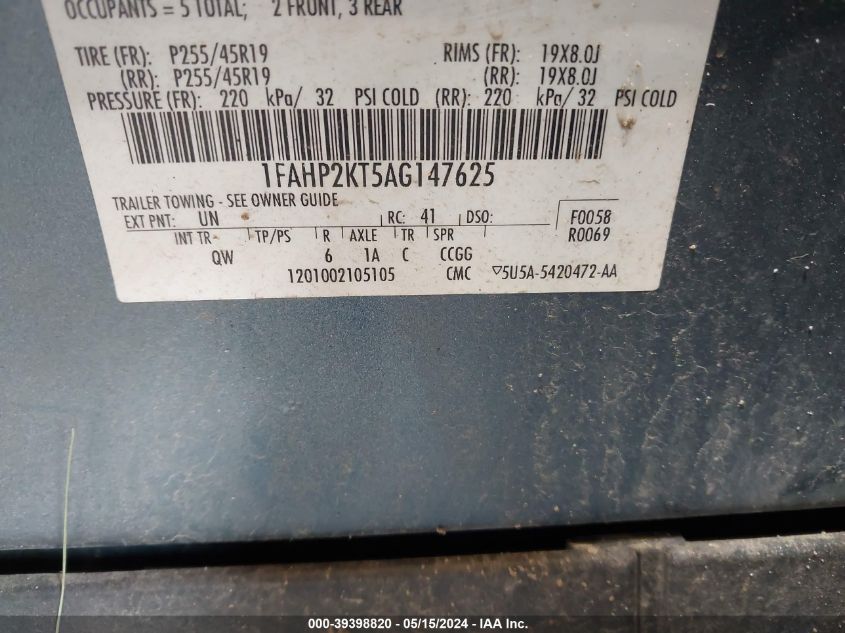 OCCUPANTS = 5 TOTAL; 2 FRONT, 3 REAR
TIRE (FR): P255/45R19 RIMS (FR): 19X8.0J
(RR): P255/45R19 (RR): 19X8.0J
PRESSURE (FR): 220 kPa/ 32 PSI COLD (RR): 220 kPa/ 32 PSI COLD
1FAHP2KT5AG147625
TRAILER TOWING - SEE OWNER GUIDE
EXT PNT: UN RC: 41 DSO: F0058
INT TR TP/PS R AXLE TR SPR R0069
QW 6 1A C CCGG
1201002105105 CMC ▽5U5A-5420472-AA
000-39398820 - 05/15/2024 - IAA Inc.